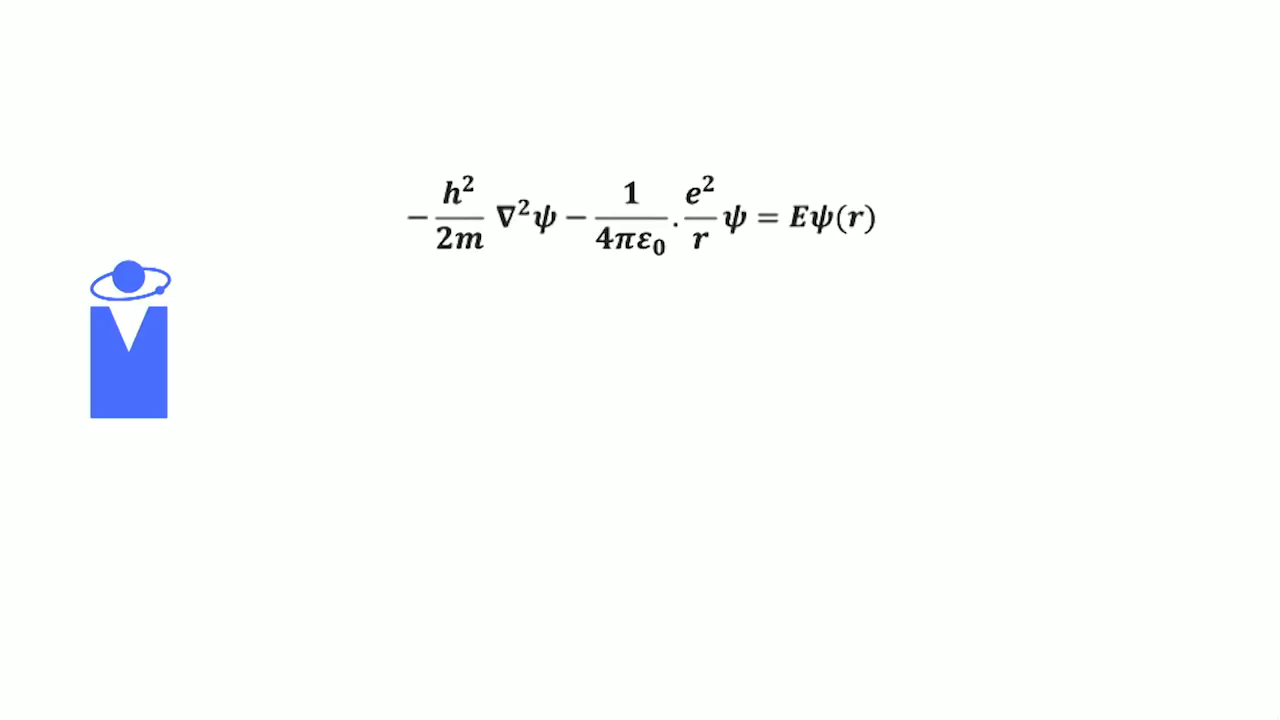 −h²/2m ∇²ψ − 1/4πε₀ . e²/r ψ = Eψ(r)